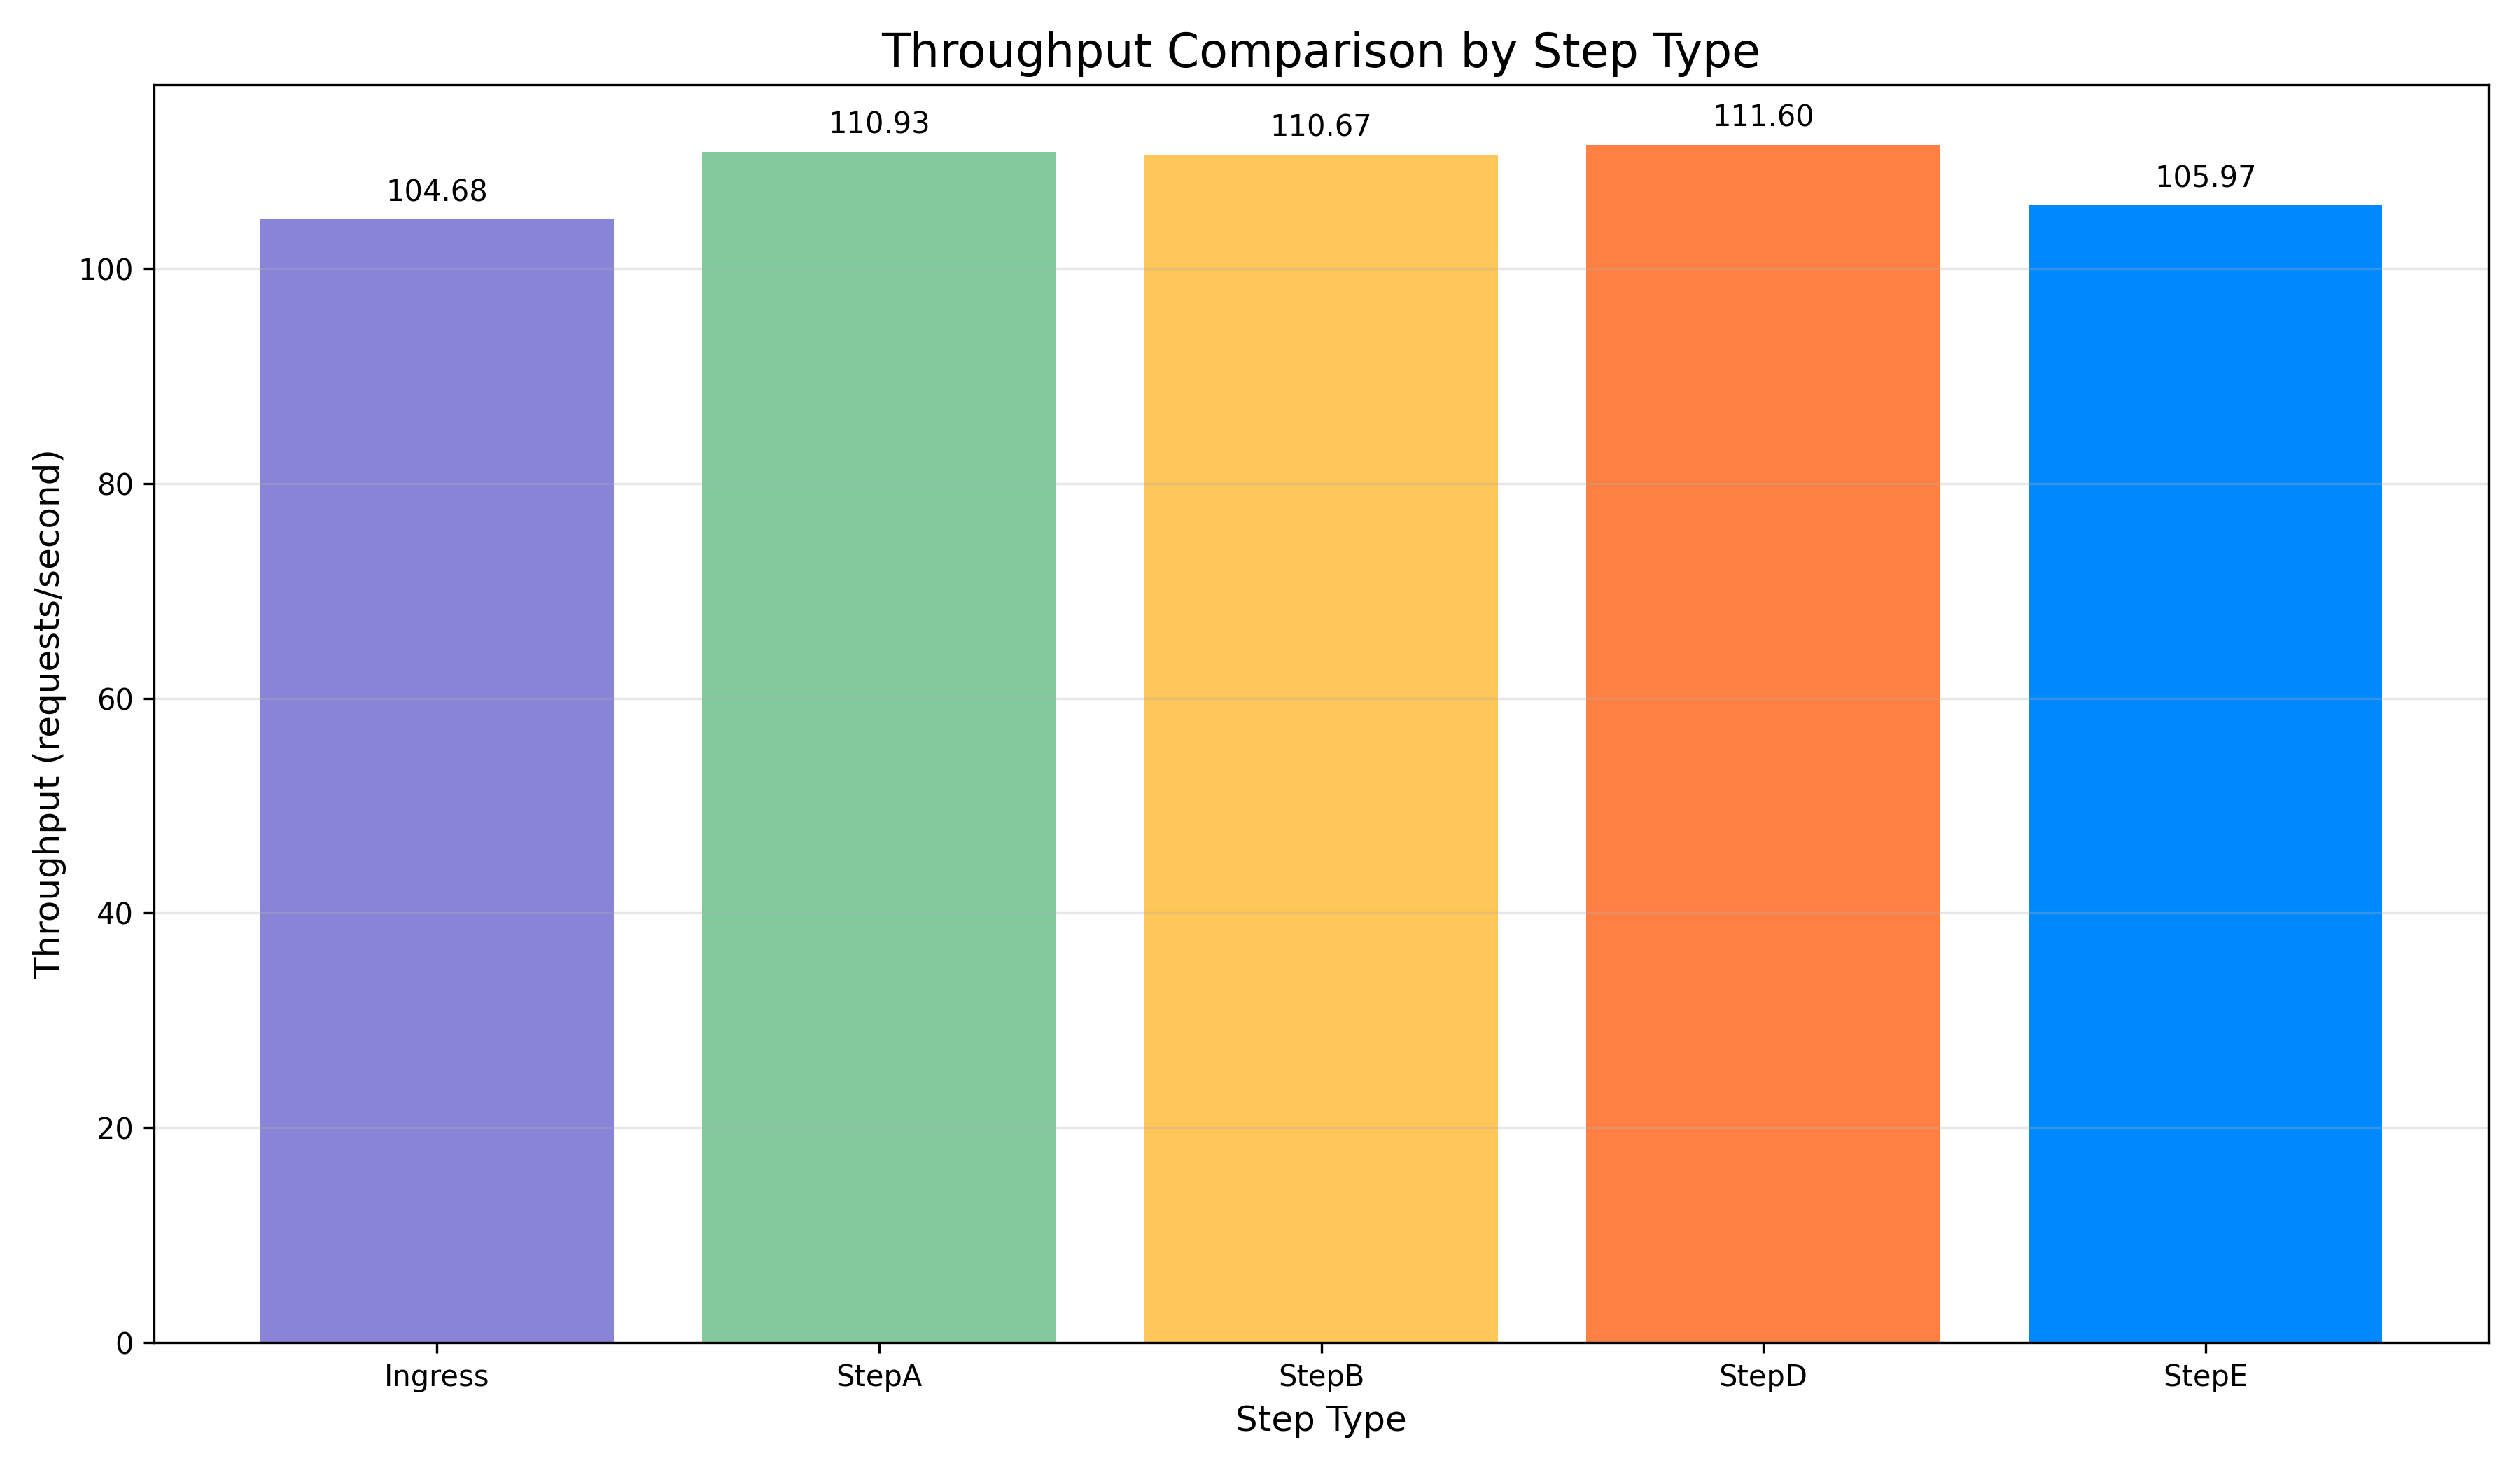 Throughput Comparison by Step Type
104.68
110.93
110.67
111.60
105.97
Throughput (requests/second)
100
80
60
40
20
0
Ingress
StepA
StepB
StepD
StepE
Step Type